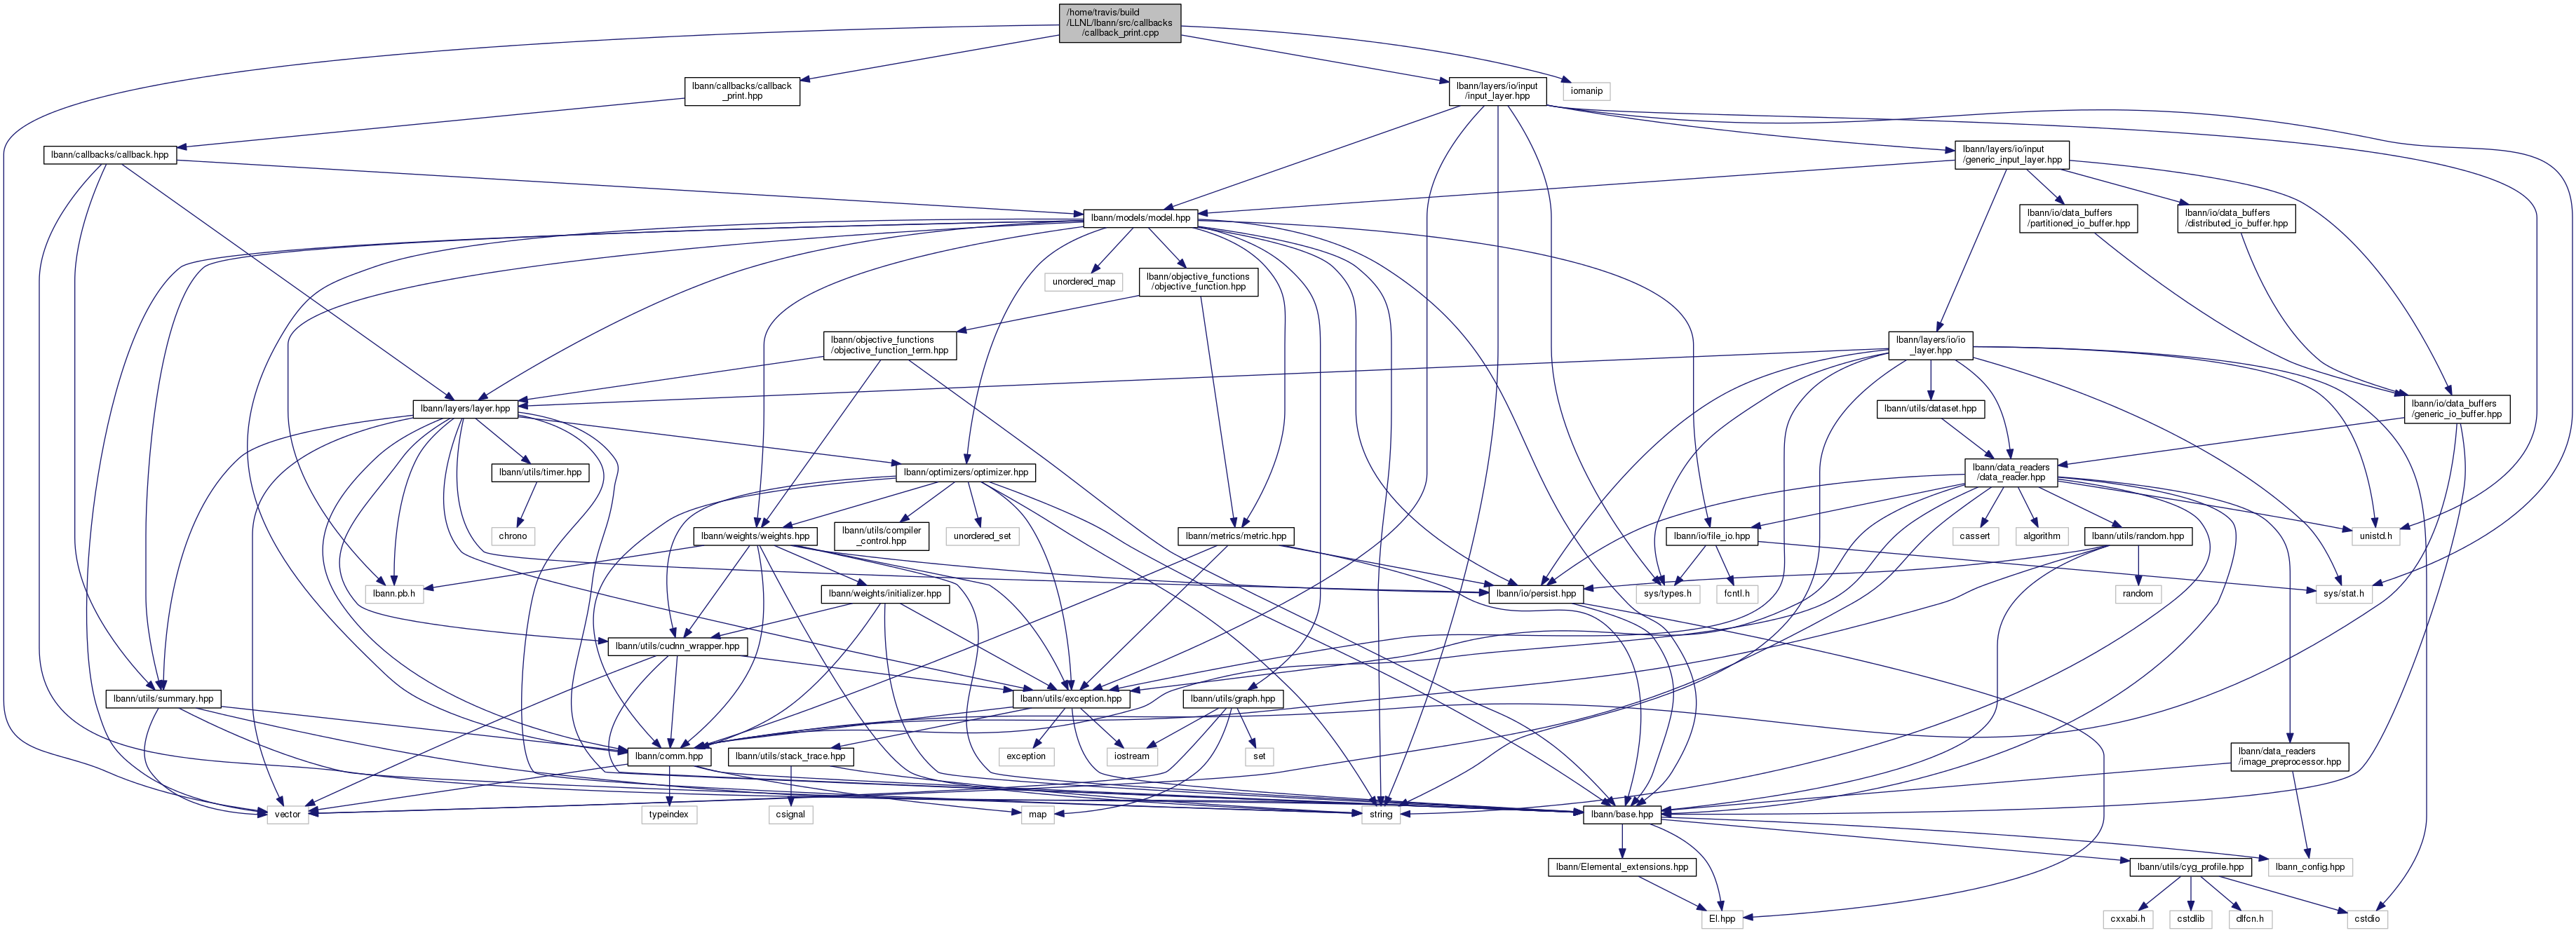 /home/travis/build
/LLNL/lbann/src/callbacks
/callback_print.cpp
lbann/callbacks/callback
_print.hpp
lbann/layers/io/input
/input_layer.hpp
iomanip
lbann/callbacks/callback.hpp
lbann/layers/io/input
/generic_input_layer.hpp
lbann/models/model.hpp
lbann/io/data_buffers
/partitioned_io_buffer.hpp
lbann/io/data_buffers
/distributed_io_buffer.hpp
unordered_map
lbann/objective_functions
/objective_function.hpp
lbann/objective_functions
/objective_function_term.hpp
lbann/layers/io/io
_layer.hpp
lbann/layers/layer.hpp
lbann/utils/dataset.hpp
lbann/io/data_buffers
/generic_io_buffer.hpp
lbann/utils/timer.hpp
lbann/optimizers/optimizer.hpp
lbann/data_readers
/data_reader.hpp
chrono
lbann/weights/weights.hpp
lbann/utils/compiler
_control.hpp
unordered_set
lbann/metrics/metric.hpp
lbann/io/file_io.hpp
cassert
algorithm
lbann/utils/random.hpp
unistd.h
lbann.pb.h
lbann/weights/initializer.hpp
lbann/io/persist.hpp
sys/types.h
fcntl.h
random
sys/stat.h
lbann/utils/cudnn_wrapper.hpp
lbann/utils/summary.hpp
lbann/utils/exception.hpp
lbann/utils/graph.hpp
lbann/comm.hpp
lbann/utils/stack_trace.hpp
exception
iostream
set
lbann/data_readers
/image_preprocessor.hpp
vector
typeindex
csignal
map
string
lbann/base.hpp
lbann/Elemental_extensions.hpp
lbann/utils/cyg_profile.hpp
lbann_config.hpp
El.hpp
cxxabi.h
cstdlib
dlfcn.h
cstdio